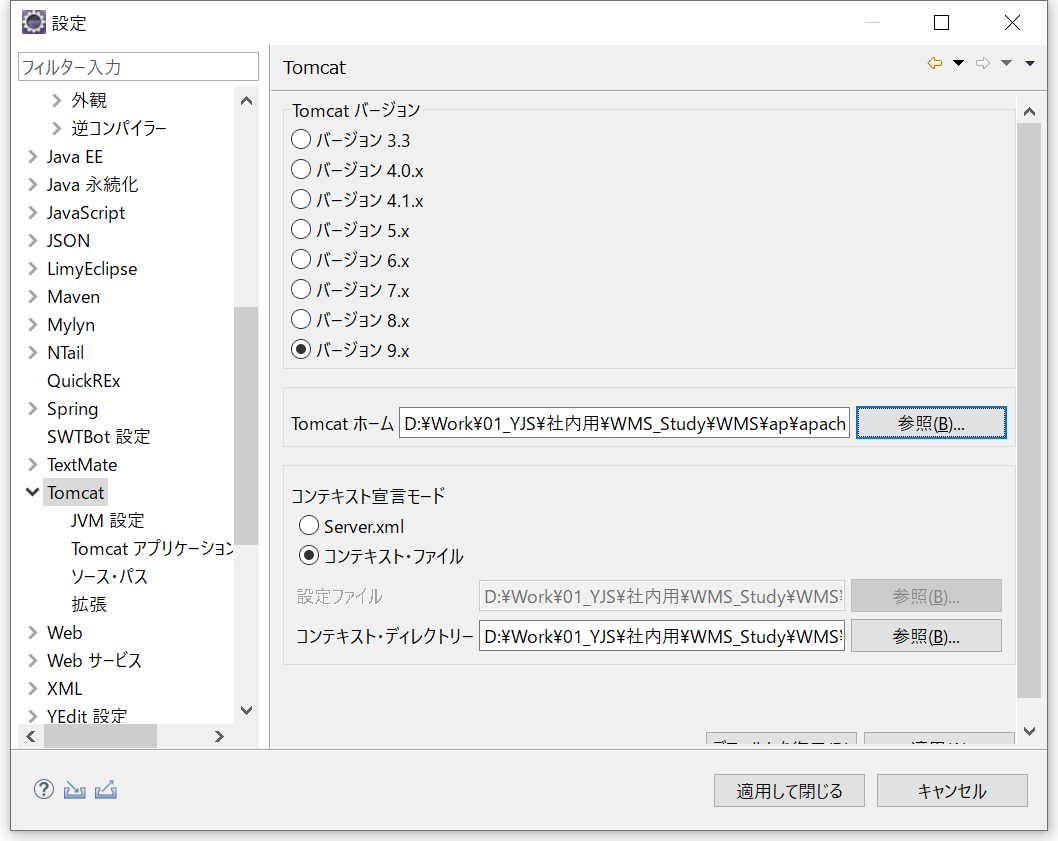 設定
フィルター入力
外観
逆コンパイラー
Java EE
Java 永続化
JavaScript
JSON
LimyEclipse
Maven
Mylyn
NTail
QuickREx
Spring
SWTBot 設定
TextMate
Tomcat
JVM 設定
Tomcat アプリケーション
ソース・パス
拡張
Web
Web サービス
XML
YEdit 設定
Tomcat
Tomcat バージョン
バージョン 3.3
バージョン 4.0.x
バージョン 4.1.x
バージョン 5.x
バージョン 6.x
バージョン 7.x
バージョン 8.x
バージョン 9.x
Tomcat ホーム D:¥Work¥01_YJS¥社内用¥WMS_Study¥WMS¥ap¥apach 参照(B)...
コンテキスト宣言モード
Server.xml
コンテキスト・ファイル
設定ファイル D:¥Work¥01_YJS¥社内用¥WMS_Study¥WMS¥ 参照(B)...
コンテキスト・ディレクトリー D:¥Work¥01_YJS¥社内用¥WMS_Study¥WMS¥ 参照(B)...
適用して閉じる キャンセル